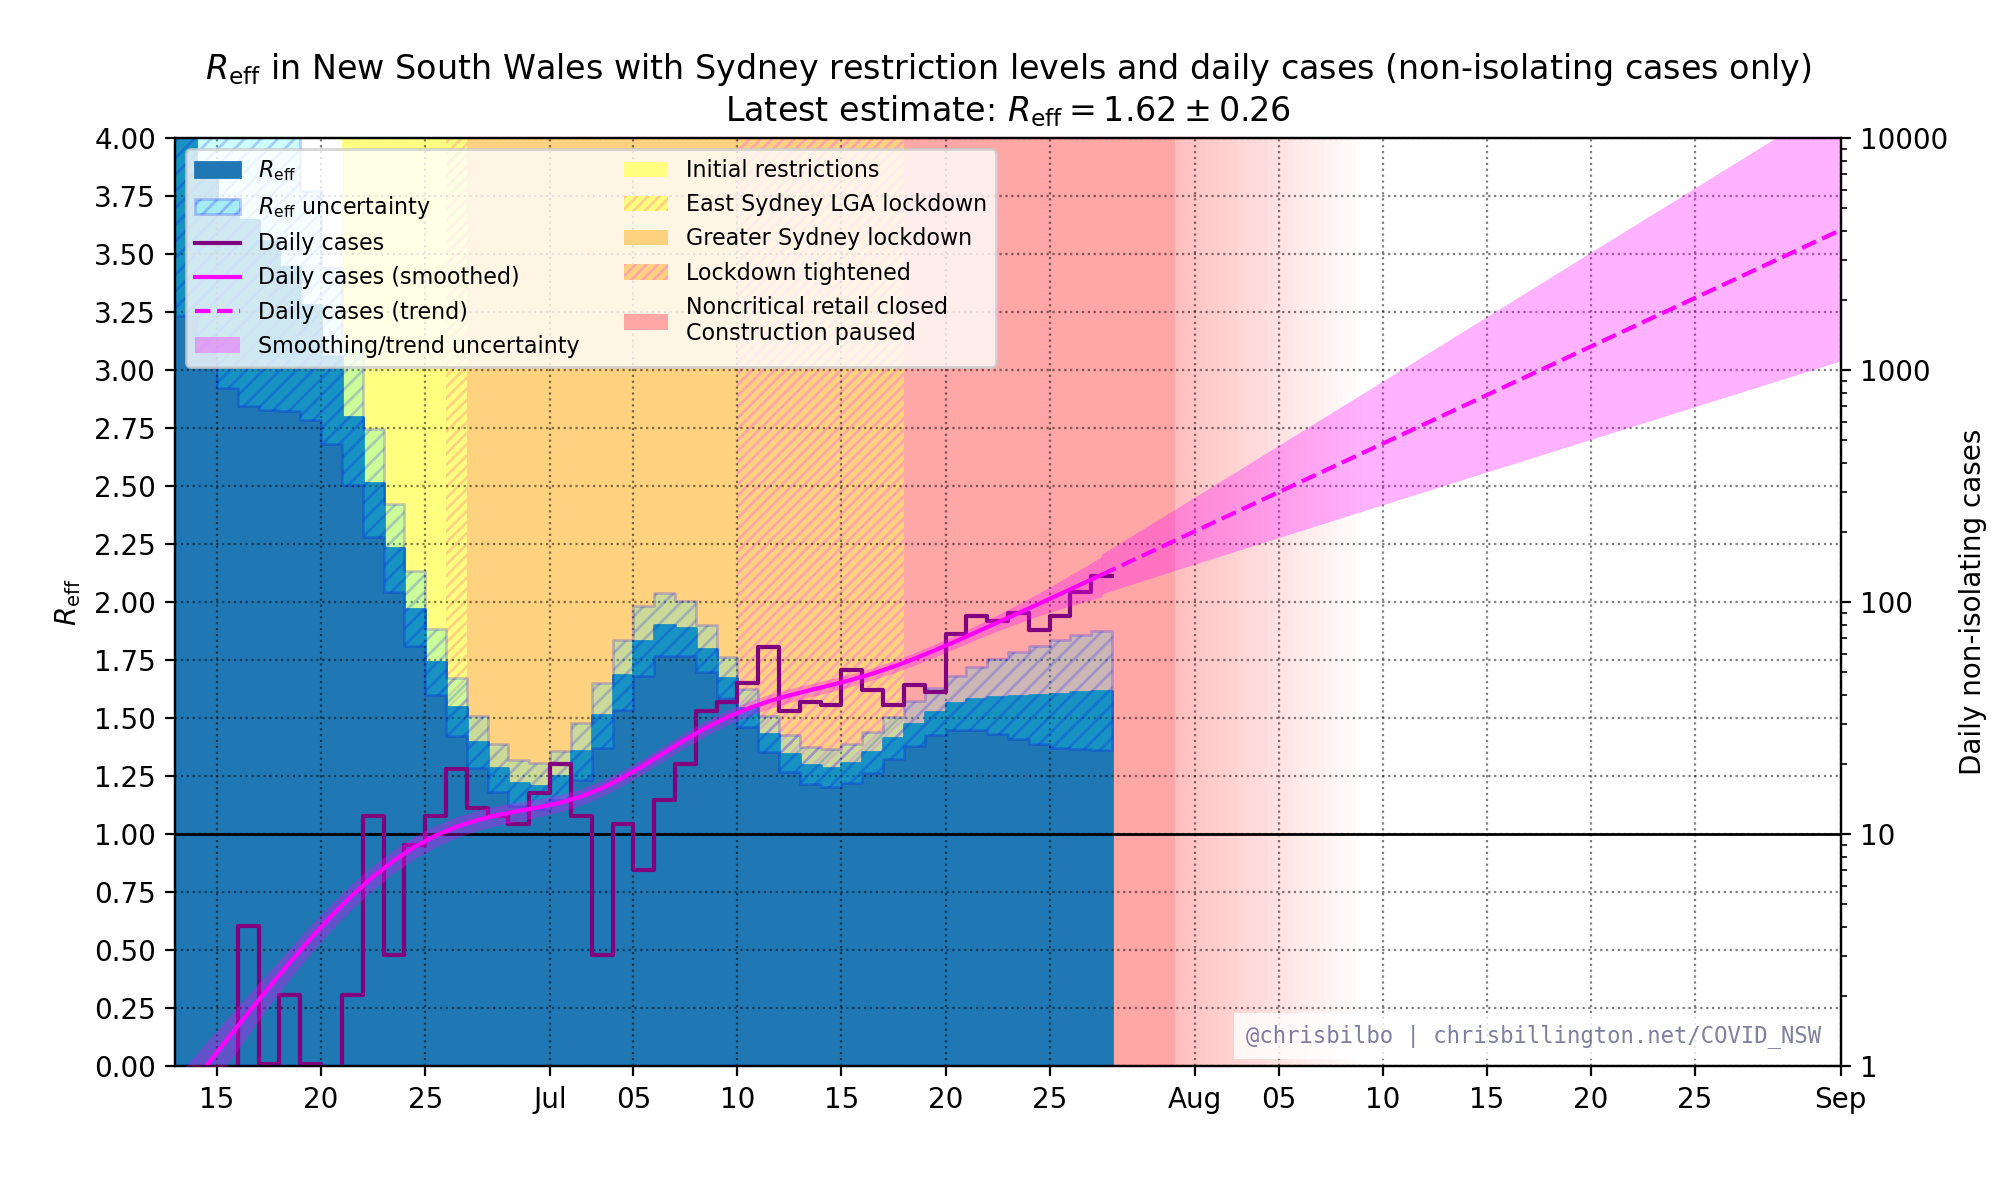 R_eff in New South Wales with Sydney restriction levels and daily cases (non-isolating cases only)
Latest estimate: R_eff = 1.62 ± 0.26
R_eff
R_eff uncertainty
Daily cases
Daily cases (smoothed)
Daily cases (trend)
Smoothing/trend uncertainty
Initial restrictions
East Sydney LGA lockdown
Greater Sydney lockdown
Lockdown tightened
Noncritical retail closed
Construction paused
4.00
3.75
3.50
3.25
3.00
2.75
2.50
2.25
2.00
1.75
1.50
1.25
1.00
0.75
0.50
0.25
0.00
R_eff
10000
1000
100
10
1
Daily non-isolating cases
@chrisbilbo | chrisbillington.net/COVID_NSW
15 20 25 Jul 05 10 15 20 25 Aug 05 10 15 20 25 Sep